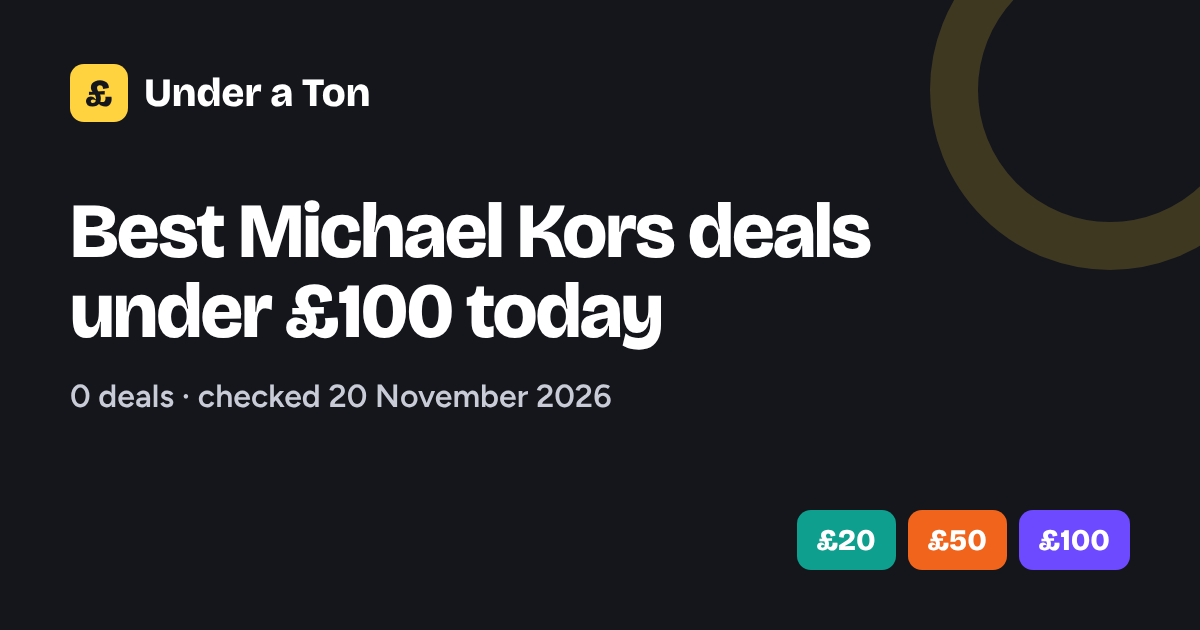 £
Under a Ton
Best Michael Kors deals
under £100 today
0 deals · checked 20 November 2026
£20
£50
£100